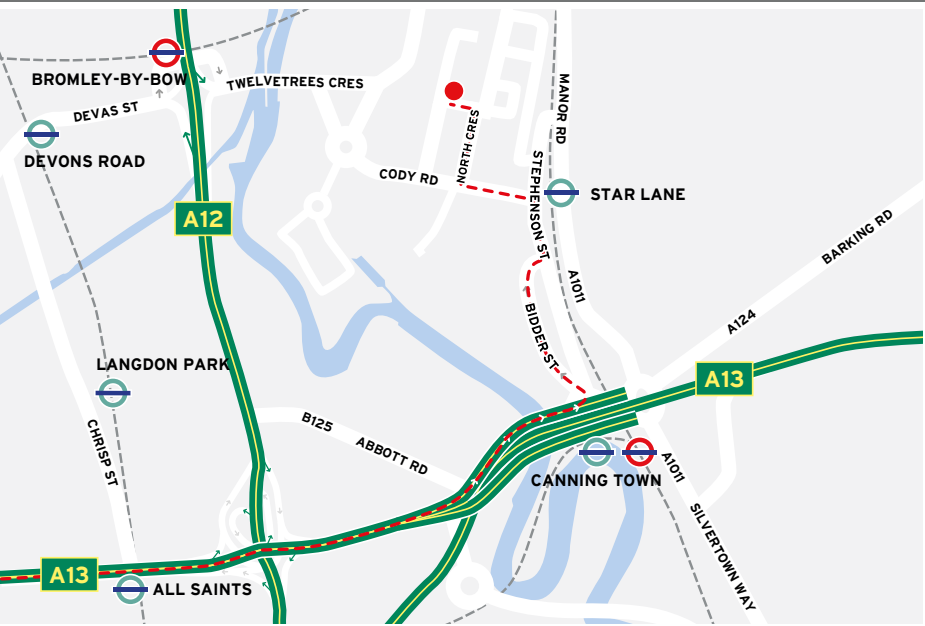 BROMLEY-BY-BOW
TWELVETREES CRES
DEVAS ST
DEVONS ROAD
MANOR RD
NORTH CRES
CODY RD
STEPHENSON ST
STAR LANE
A12
BARKING RD
A1011
BIDDER ST
A124
LANGDON PARK
A13
B125
ABBOTT RD
CHRISP ST
CANNING TOWN
A1011
SILVERTOWN WAY
A13
ALL SAINTS